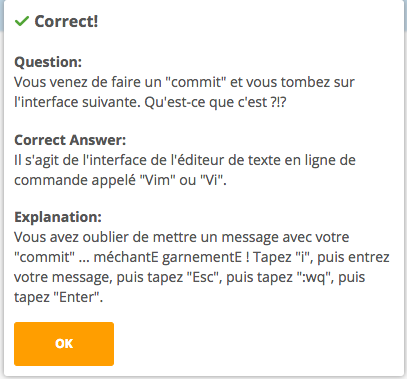 Correct!
Question:
Vous venez de faire un "commit" et vous tombez sur
l'interface suivante. Qu'est-ce que c'est ?!?
Correct Answer:
Il s'agit de l'interface de l'éditeur de texte en ligne de
commande appelé "Vim" ou "Vi".
Explanation:
Vous avez oublier de mettre un message avec votre
"commit" ... méchantE garnementE ! Tapez "i", puis entrez
votre message, puis tapez "Esc", puis tapez ":wq", puis
tapez "Enter".
OK